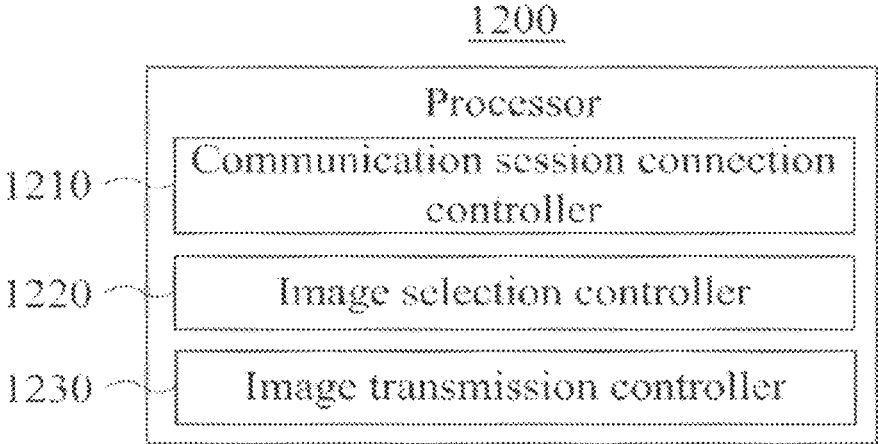 1200
Processor
1210
Communication session connection
controller
1220
Image selection controller
1230
Image transmission controller